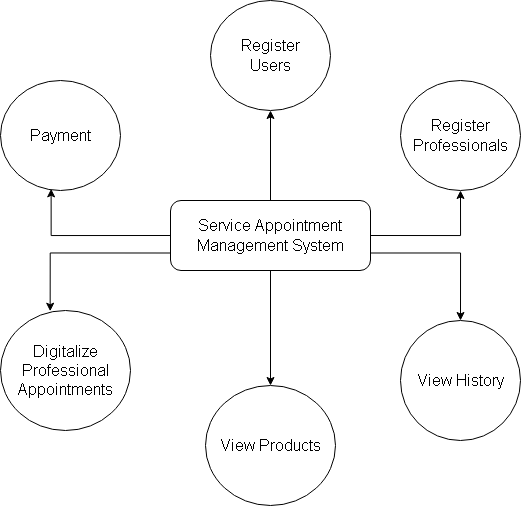 Register
Users
Payment
Register
Professionals
Service Appointment
Management System
Digitalize
Professional
Appointments
View History
View Products